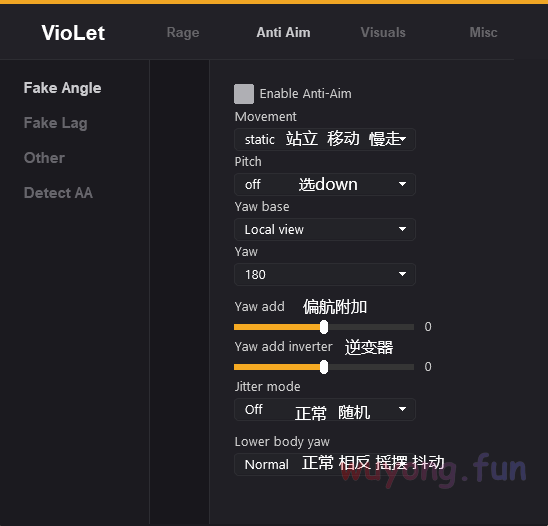 VioLet Rage Anti Aim Visuals Misc
Fake Angle
Fake Lag
Other
Detect AA
Enable Anti-Aim
Movement
static 站立 移动 慢走
Pitch
off 选down
Yaw base
Local view
Yaw
180
Yaw add 偏航附加
0
Yaw add inverter 逆变器
0
Jitter mode
Off 正常 随机
Lower body yaw
Normal 正常 相反 摇摆 抖动
wuyong.fun